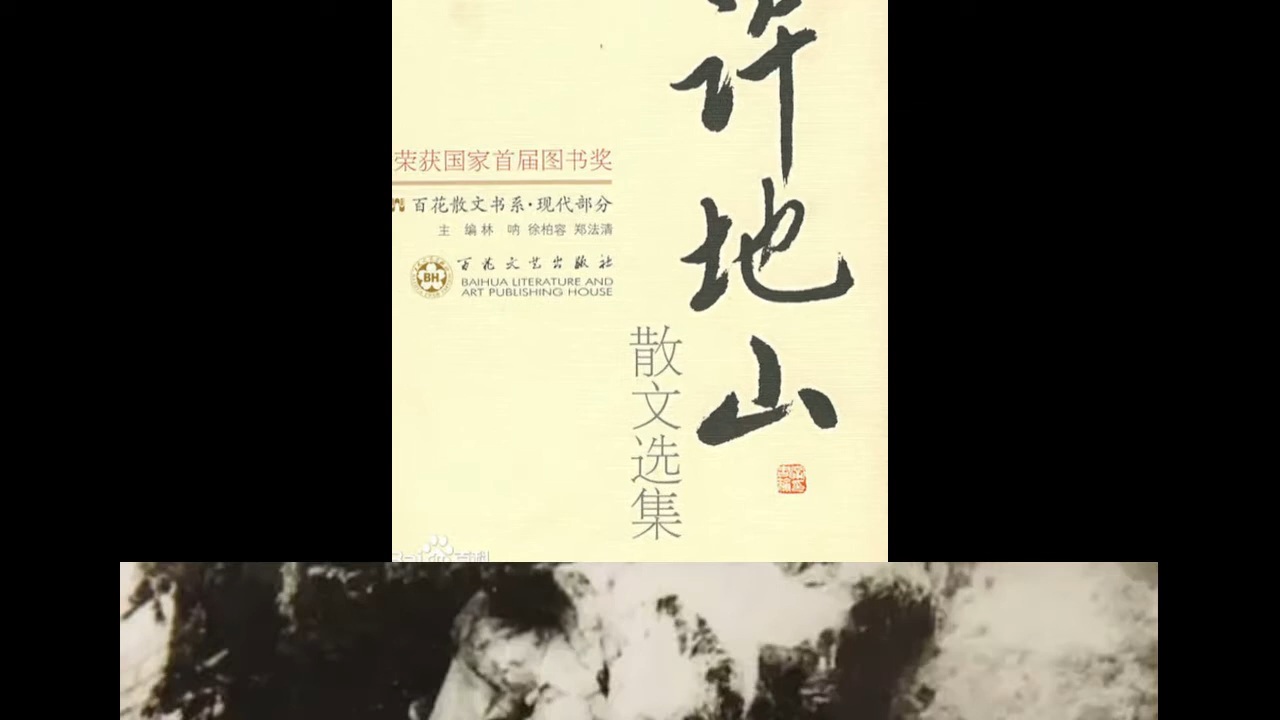 许地山
散文选集
荣获国家首届图书奖
百花散文书系·现代部分
主 编 林 呐 徐柏容 郑法清
BH
百花文艺出版社
BAIHUA LITERATURE AND
ART PUBLISHING HOUSE